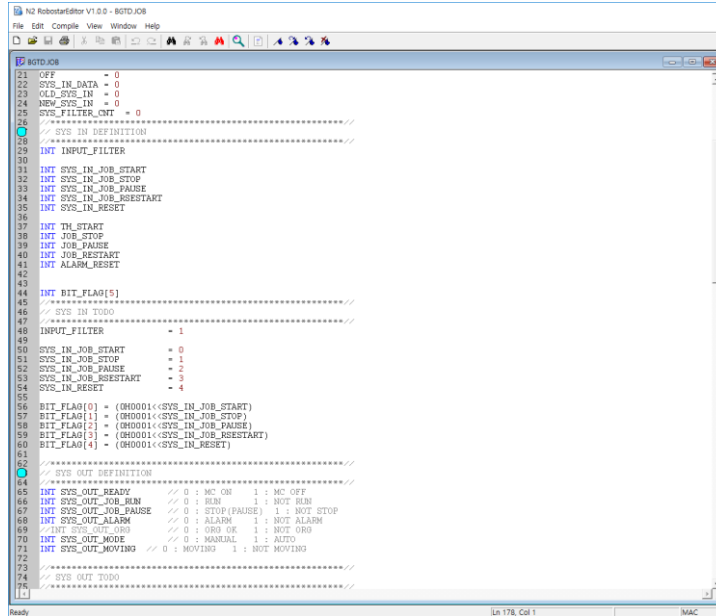 N2 RobostarEditor V1.0.0 - BGTD.JOB
File Edit Compile View Window Help
BGTD.JOB
21 OFF = 0
22 SYS_IN_DATA = 0
23 OLD_SYS_IN = 0
24 NEW_SYS_IN = 0
25 SYS_FILTER_CNT = 0
26 //******************************************************//
// SYS IN DEFINITION
28 //******************************************************//
29 INT INPUT_FILTER
30
31 INT SYS_IN_JOB_START
32 INT SYS_IN_JOB_STOP
33 INT SYS_IN_JOB_PAUSE
34 INT SYS_IN_JOB_RSESTART
35 INT SYS_IN_RESET
36
37 INT TM_START
38 INT JOB_STOP
39 INT JOB_PAUSE
40 INT JOB_RESTART
41 INT ALARM_RESET
42
43
44 INT BIT_FLAG[5]
45 //******************************************************//
46 // SYS IN TODO
47 //******************************************************//
48 INPUT_FILTER = 1
49
50 SYS_IN_JOB_START = 0
51 SYS_IN_JOB_STOP = 1
52 SYS_IN_JOB_PAUSE = 2
53 SYS_IN_JOB_RSESTART = 3
54 SYS_IN_RESET = 4
55
56 BIT_FLAG[0] = (0H0001<<SYS_IN_JOB_START)
57 BIT_FLAG[1] = (0H0001<<SYS_IN_JOB_STOP)
58 BIT_FLAG[2] = (0H0001<<SYS_IN_JOB_PAUSE)
59 BIT_FLAG[3] = (0H0001<<SYS_IN_JOB_RSESTART)
60 BIT_FLAG[4] = (0H0001<<SYS_IN_RESET)
61
62 //******************************************************//
// SYS OUT DEFINITION
64 //******************************************************//
65 INT SYS_OUT_READY // 0 : MC ON 1 : MC OFF
66 INT SYS_OUT_JOB_RUN // 0 : RUN 1 : NOT RUN
67 INT SYS_OUT_JOB_PAUSE // 0 : STOP(PAUSE) 1 : NOT STOP
68 INT SYS_OUT_ALARM // 0 : ALARM 1 : NOT ALARM
69 //INT SYS_OUT_ORG // 0 : ORG OK 1 : NOT ORG
70 INT SYS_OUT_MODE // 0 : MANUAL 1 : AUTO
71 INT SYS_OUT_MOVING // 0 : MOVING 1 : NOT MOVING
72
73 //******************************************************//
74 // SYS OUT TODO
75 //******************************************************//
Ready Ln 178, Col 1 MAC